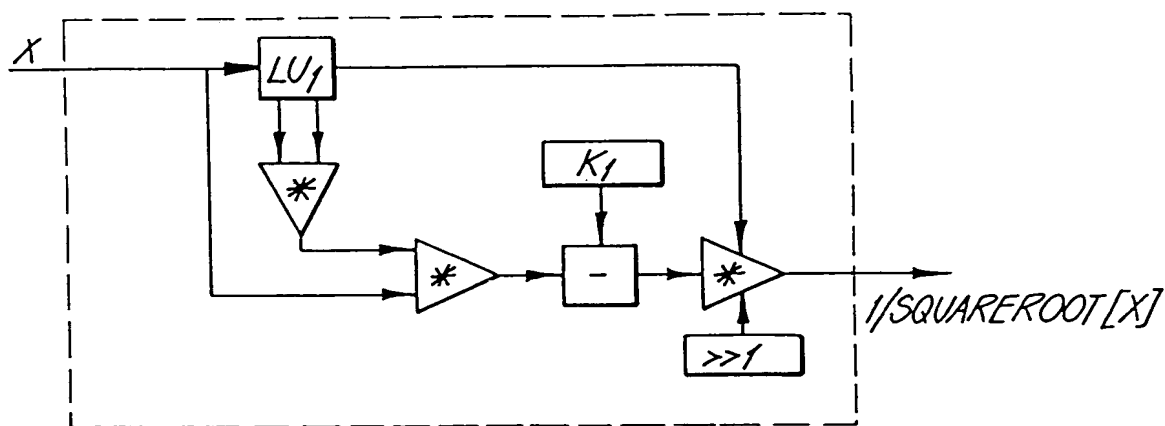 X
LU1
*
K1
*
-
*
>>1
1/SQUAREROOT[X]